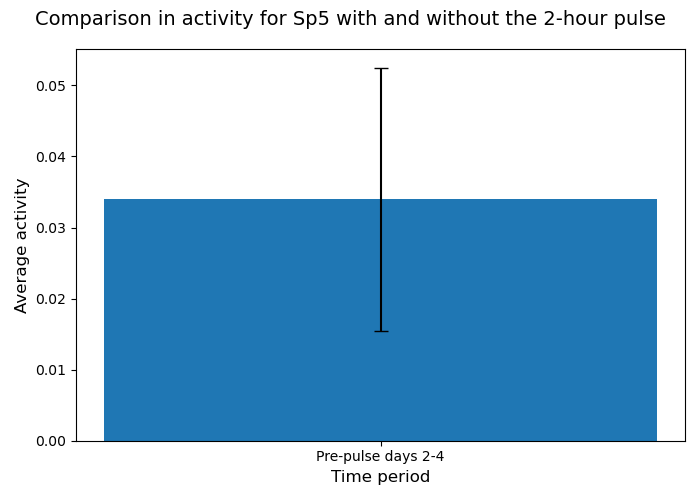 Comparison in activity for Sp5 with and without the 2-hour pulse
Average activity
0.05
0.04
0.03
0.02
0.01
0.00
Pre-pulse days 2-4
Time period